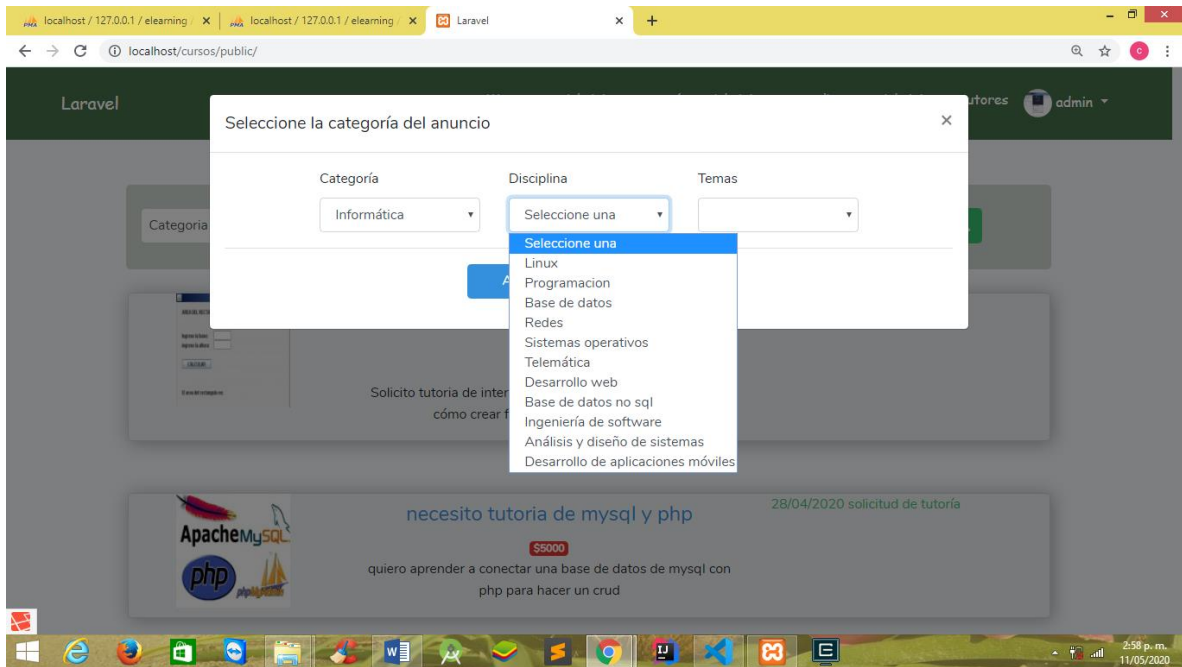 localhost / 127.0.0.1 / elearning /
localhost / 127.0.0.1 / elearning /
Laravel
localhost/cursos/public/
c
Laravel
utores
admin
Seleccione la categoría del anuncio
×
Categoría
Disciplina
Temas
Informática
Seleccione una
Categoria
Seleccione una
Linux
Programacion
Base de datos
Redes
Sistemas operativos
Telemática
Desarrollo web
Base de datos no sql
Ingeniería de software
Análisis y diseño de sistemas
Desarrollo de aplicaciones móviles
A
Solicito tutoria de inter
cómo crear f
necesito tutoria de mysql y php
28/04/2020 solicitud de tutoría
$5000
quiero aprender a conectar una base de datos de mysql con
php para hacer un crud
Apache MySQL
php
2:58 p. m.
11/05/2020